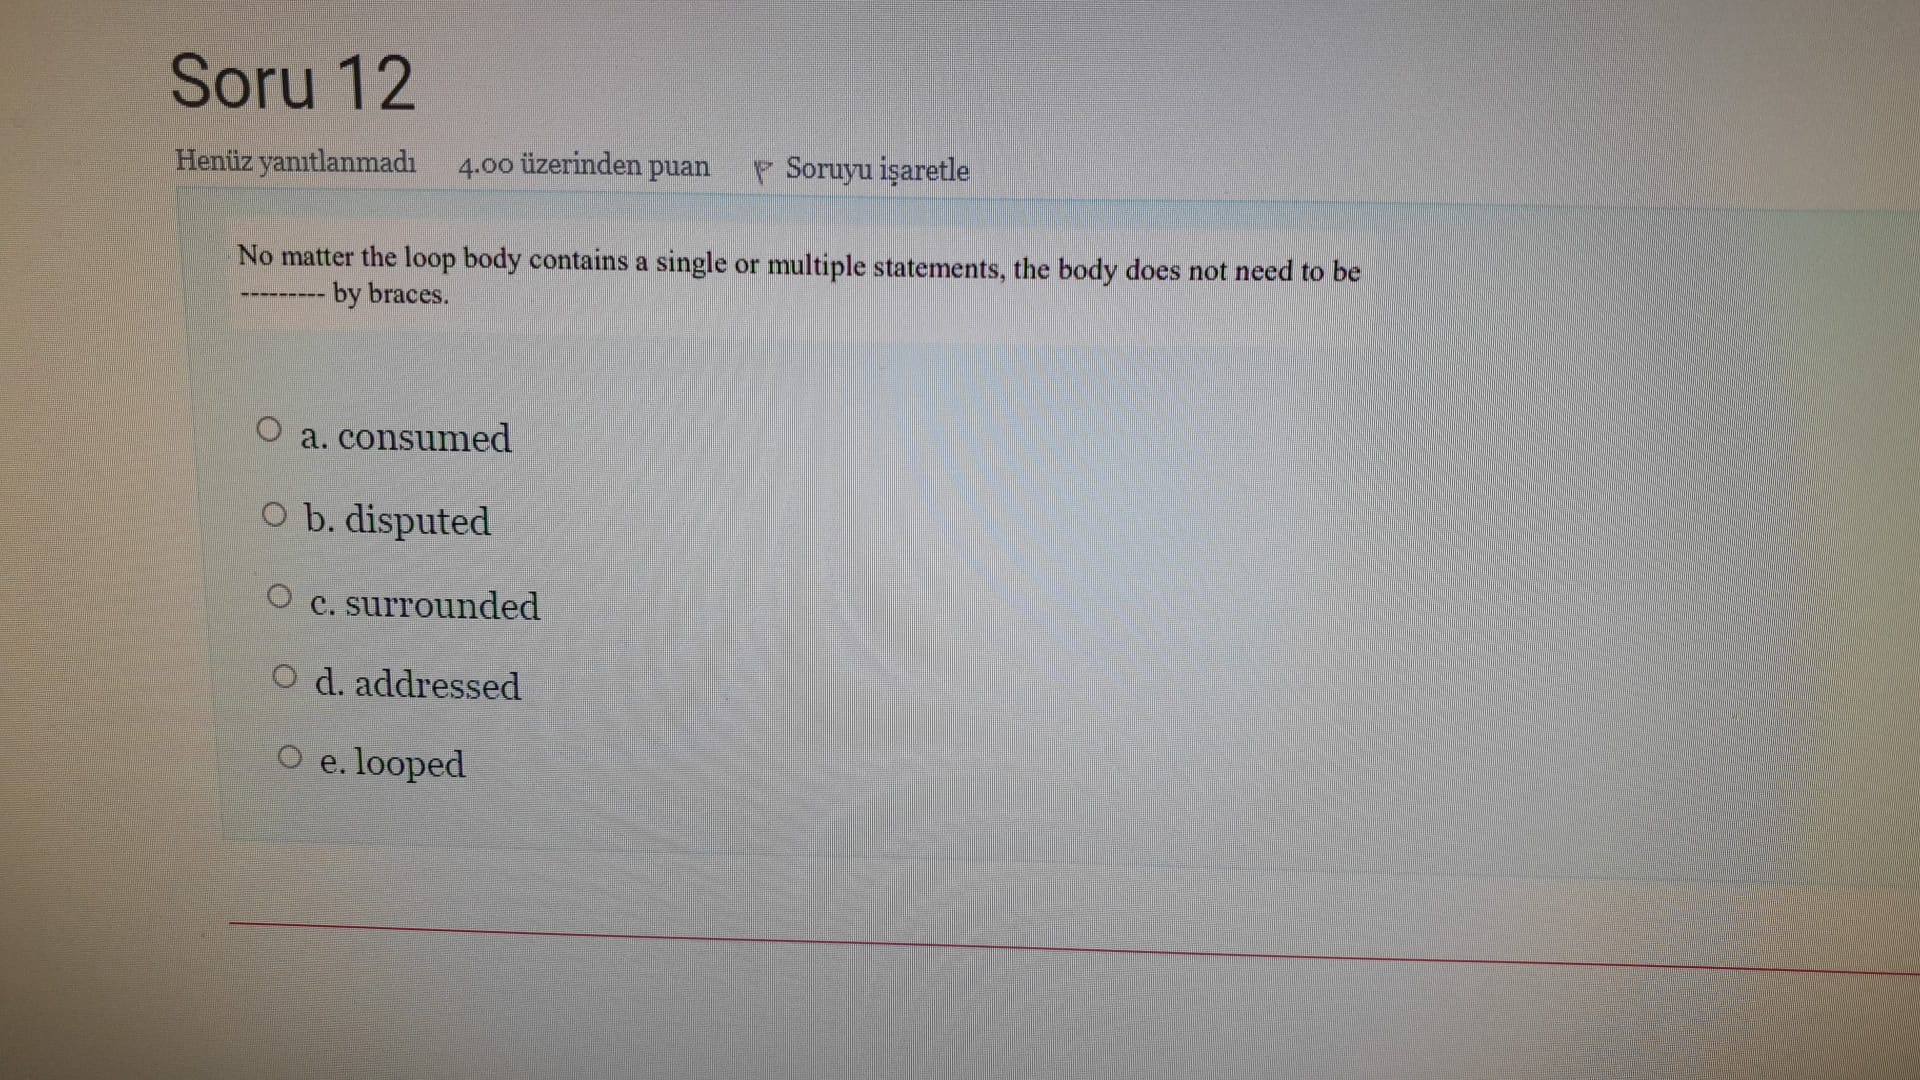 Soru 12
Henüz yanıtlanmadı 4.00 üzerinden puan Soruyu işaretle
No matter the loop body contains a single or multiple statements, the body does not need to be
--------- by braces.
a. consumed
b. disputed
c. surrounded
d. addressed
e. looped